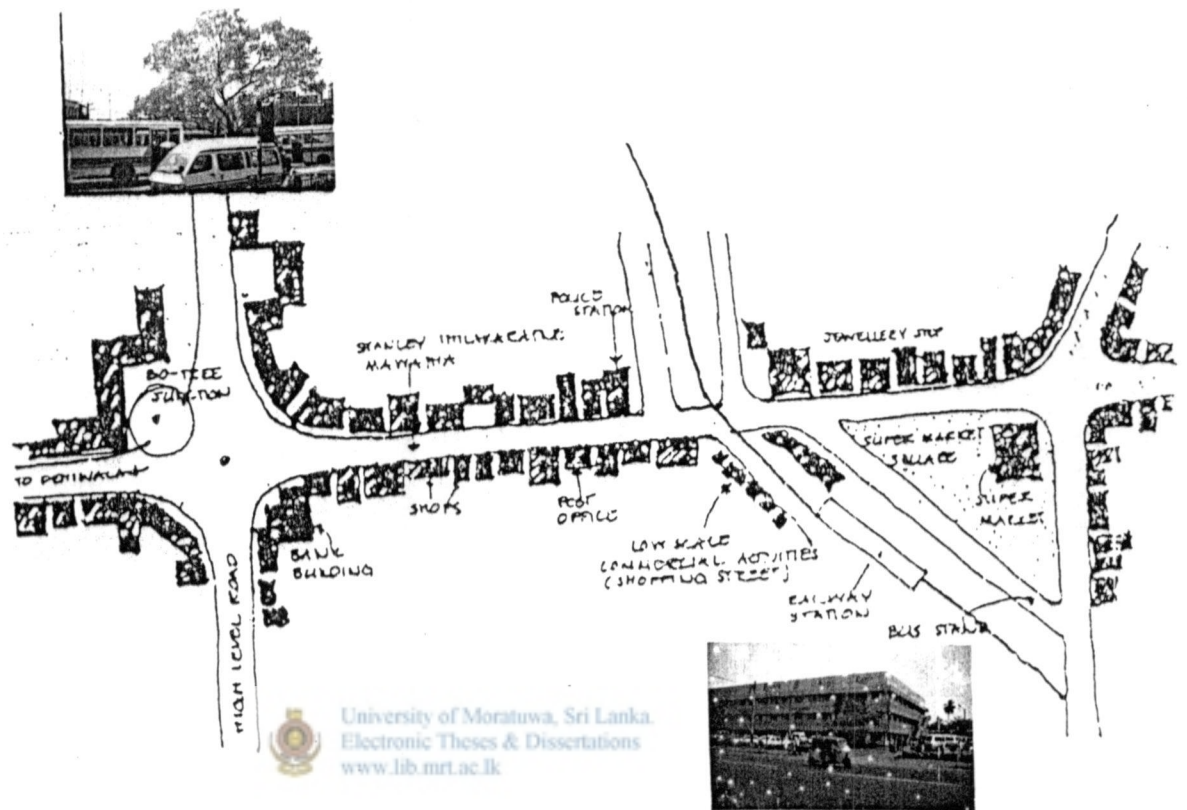 POLICE
STATION
STANLEY THILAKARATNE
MAWATHA
JEWELLERY SHOP
BO-TREE
JUNCTION
SUPER MARKET
SUPER
MARKET
TO DEHIWALA
SHOPS
POST
OFFICE
BANK
BUILDING
LOW SCALE
COMMERCIAL ACTIVITIES
(SHOPPING STREET)
RAILWAY
STATION
BUS STAND
HIGH LEVEL ROAD
University of Moratuwa, Sri Lanka.
Electronic Theses & Dissertations
www.lib.mrt.ac.lk